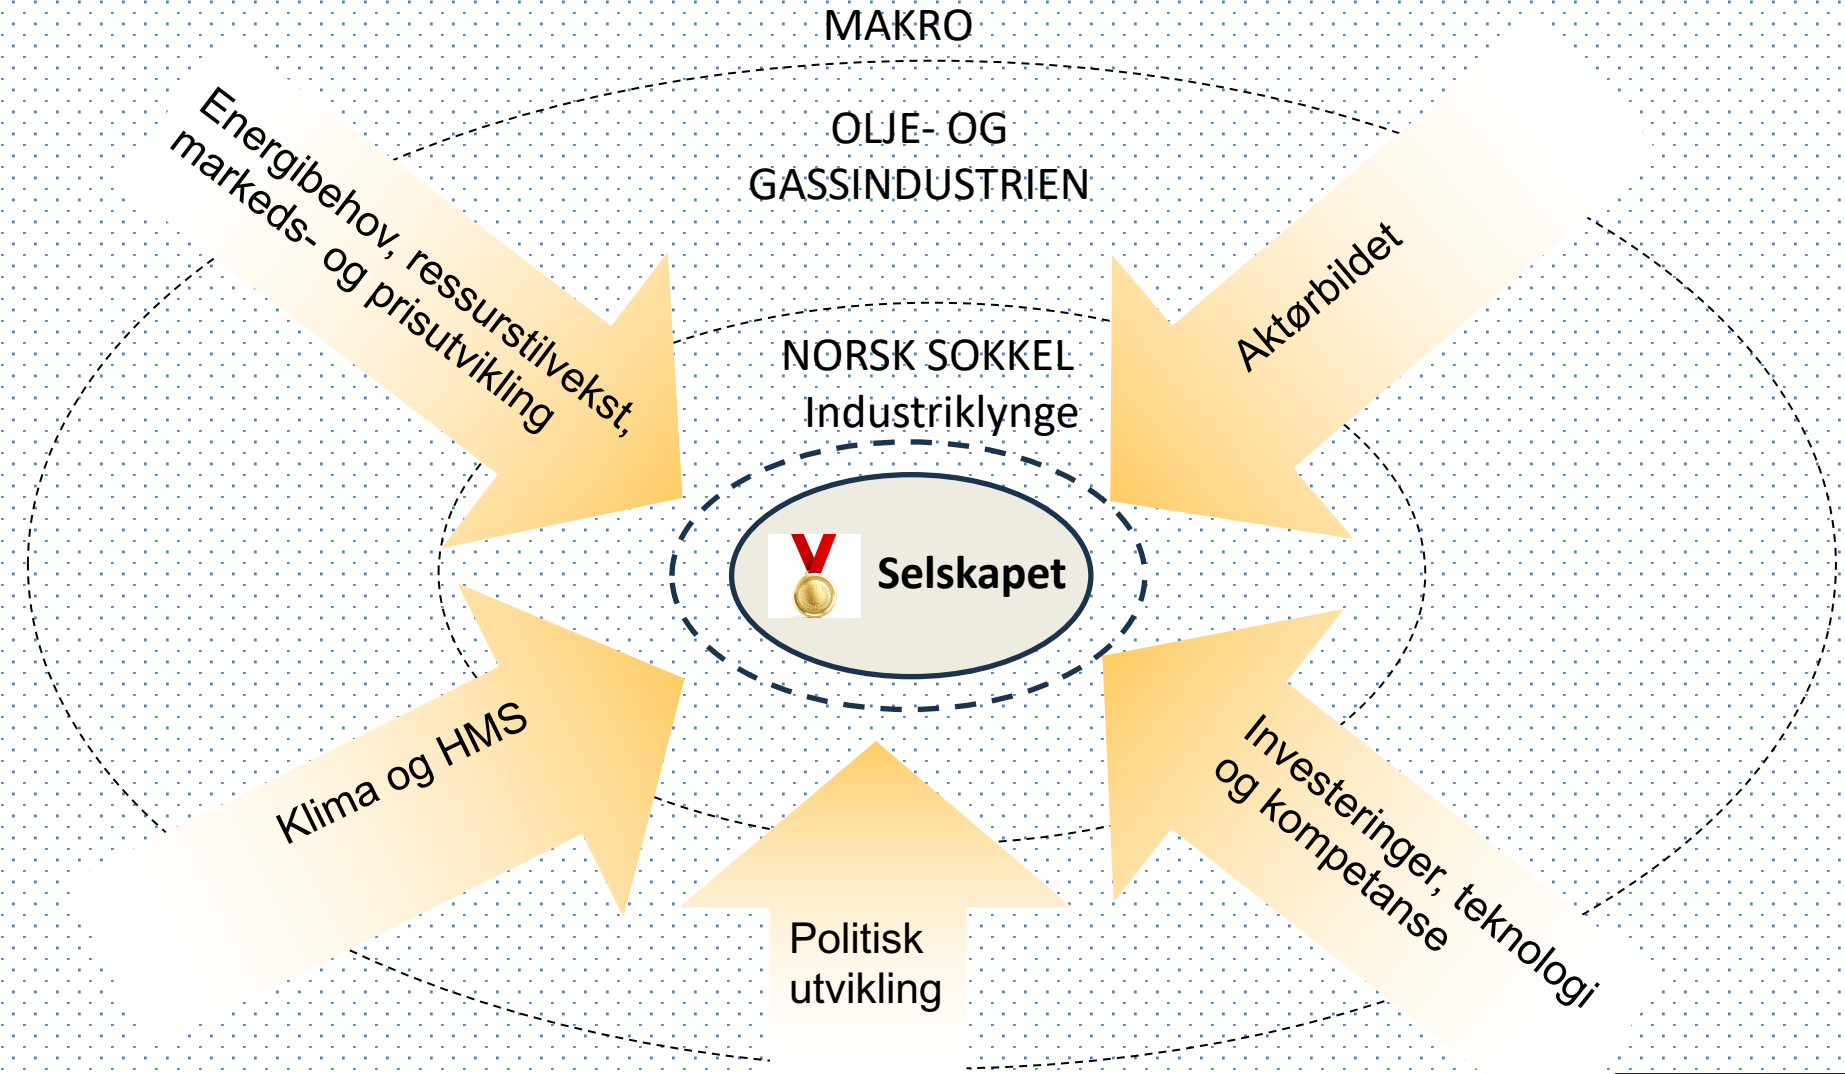 MAKRO
OLJE- OG
GASSINDUSTRIEN
Energibehov, ressurstilvekst,
markeds- og prisutvikling
Aktørbildet
NORSK SOKKEL
Industriklynge
Selskapet
Klima og HMS
Politisk
utvikling
Investeringer, teknologi
og kompetanse